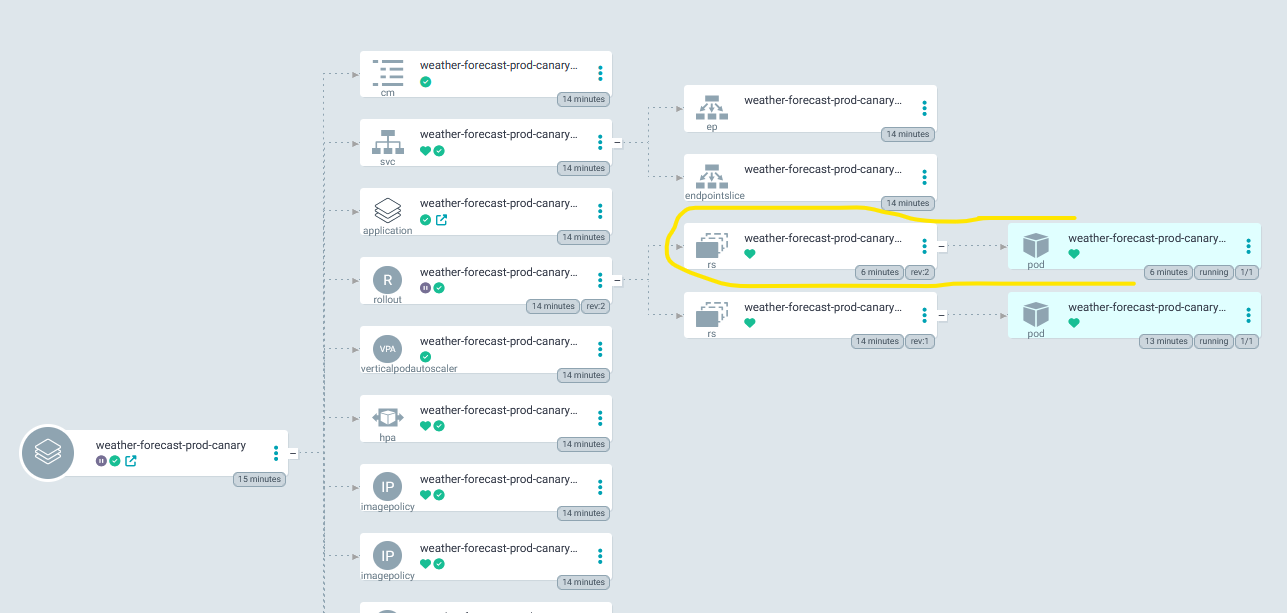 weather-forecast-prod-canary...
cm
14 minutes
weather-forecast-prod-canary...
svc
14 minutes
weather-forecast-prod-canary...
application
14 minutes
R
weather-forecast-prod-canary...
rollout
14 minutes
rev:2
VPA
weather-forecast-prod-canary...
verticalpodautoscaler
14 minutes
weather-forecast-prod-canary...
hpa
14 minutes
IP
weather-forecast-prod-canary...
imagepolicy
14 minutes
IP
weather-forecast-prod-canary...
imagepolicy
14 minutes
weather-forecast-prod-canary
15 minutes
weather-forecast-prod-canary...
ep
14 minutes
weather-forecast-prod-canary...
endpointslice
14 minutes
weather-forecast-prod-canary...
rs
6 minutes
rev:2
weather-forecast-prod-canary...
pod
6 minutes
running
1/1
weather-forecast-prod-canary...
rs
14 minutes
rev:1
weather-forecast-prod-canary...
pod
13 minutes
running
1/1